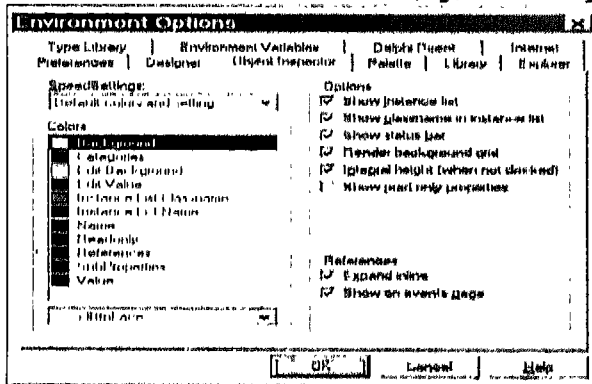 Environment Options
Type Library Environment Variables Delphi Direct Internet
Preferences Designer Object Inspector Palette Library Explorer
SpeedSettings:
Default colors and setting
Colors
Background
Categories
Edit Background
Edit Value
Instance List Classname
Instance List Name
Name
Readonly
References
SubProperties
Value
Options
Show instance list
Show classname in instance list
Show status bar
Render background grid
Integral height (when not docked)
Show read only properties
References
Expand inline
Show on events page
OK Cancel Help